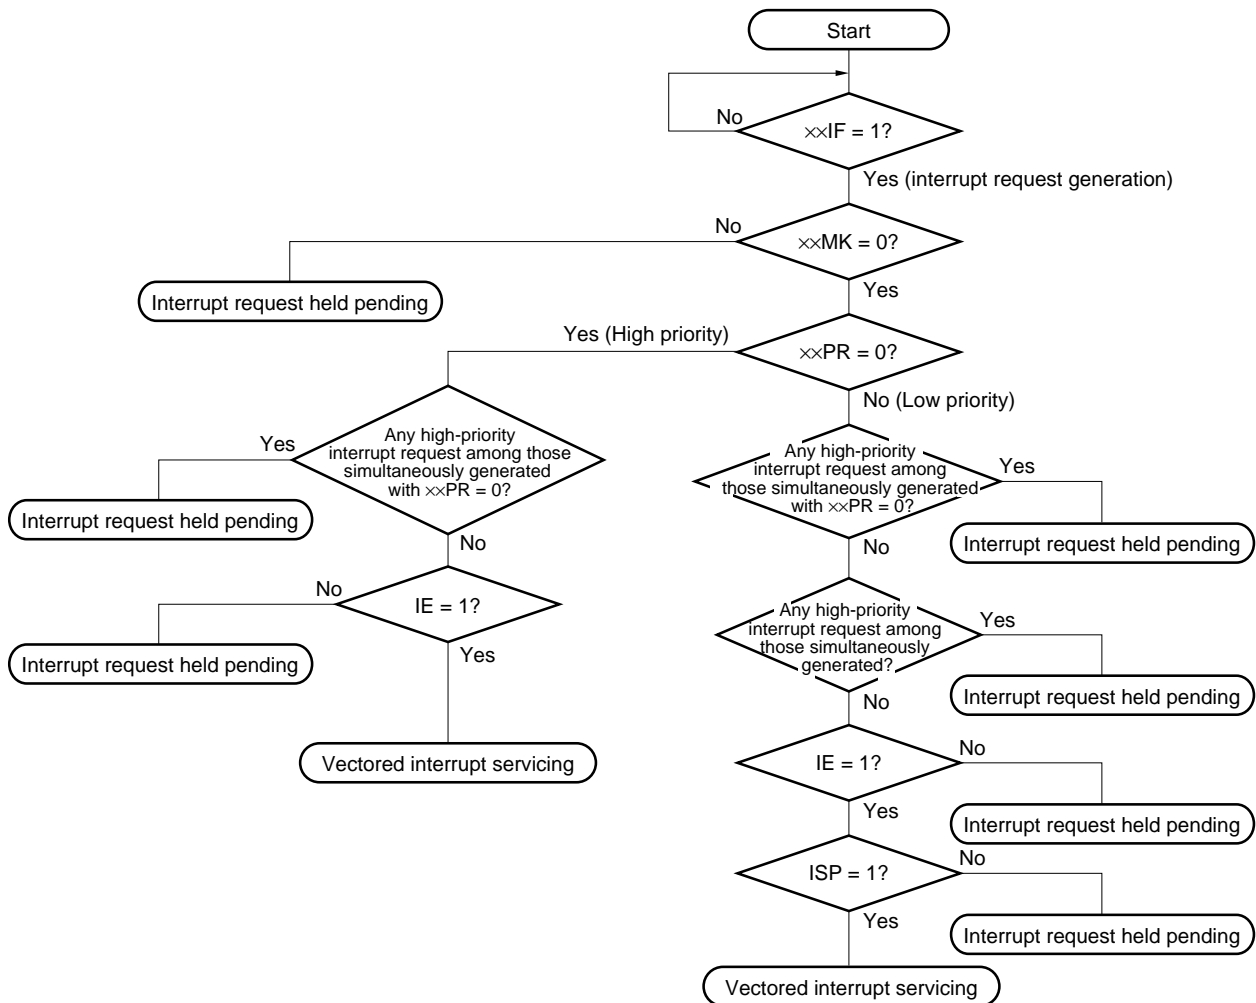 Start
No
××IF = 1?
Yes (interrupt request generation)
No
××MK = 0?
Interrupt request held pending
Yes
Yes (High priority)
××PR = 0?
No (Low priority)
Yes
Any high-priority
interrupt request among those
simultaneously generated
with ××PR = 0?
Any high-priority
interrupt request among
those simultaneously generated
with ××PR = 0?
Yes
Interrupt request held pending
No
Interrupt request held pending
No
No
IE = 1?
Any high-priority
interrupt request among
those simultaneously
generated?
Yes
Interrupt request held pending
Yes
Interrupt request held pending
No
Vectored interrupt servicing
IE = 1?
No
Yes
Interrupt request held pending
ISP = 1?
No
Yes
Interrupt request held pending
Vectored interrupt servicing